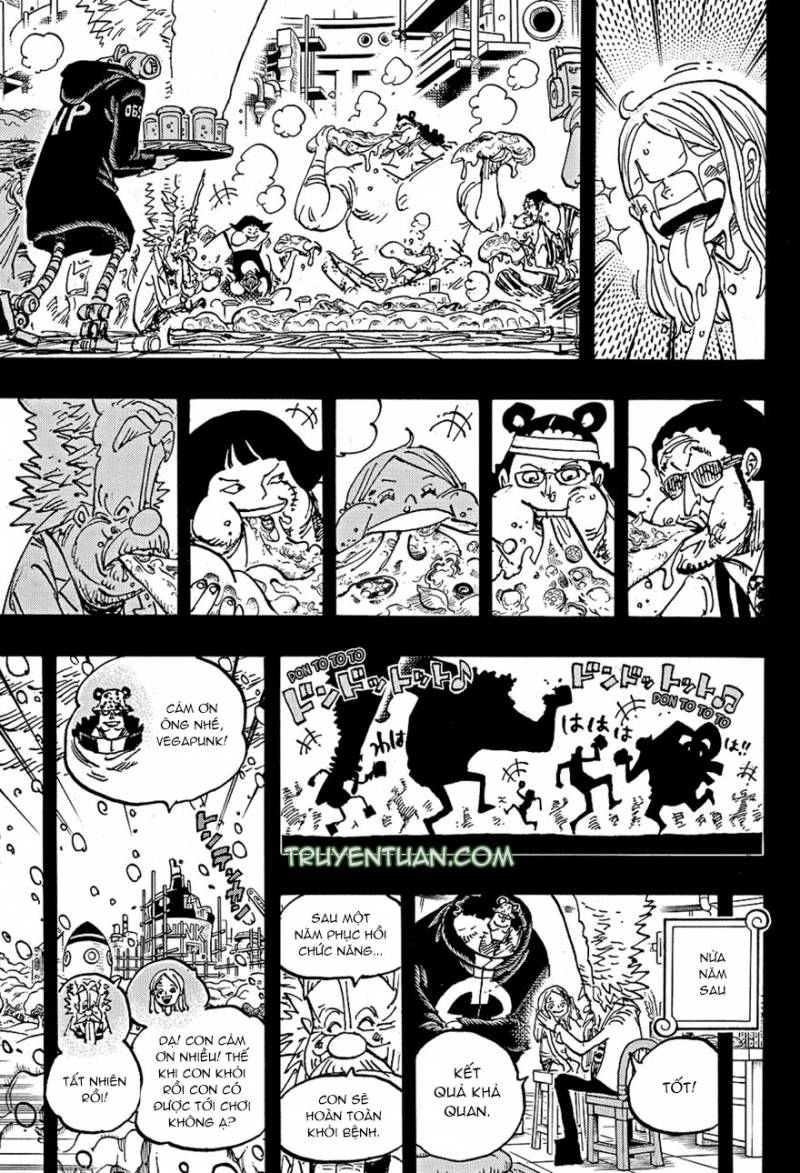 DON TO TO TO
ドンドットットット♪
DON TO TO TO
ドンドットットット♫
わは
はははは
は!!
TRUYENTUAN.COM
NỬA
NĂM
SAU
TỐT!
KẾT
QUẢ KHẢ
QUAN.
SAU MỘT
NĂM PHỤC HỒI
CHỨC NĂNG...
CON SẼ
HOÀN TOÀN
KHỎI BỆNH.
CẢM ƠN
ÔNG NHÉ,
VEGAPUNK!
DẠ! CON CẢM
ƠN NHIỀU! THẾ
KHI CON KHỎI
RỒI CON CÓ
ĐƯỢC TỚI CHƠI
KHÔNG Ạ?
TẤT NHIÊN
RỒI!